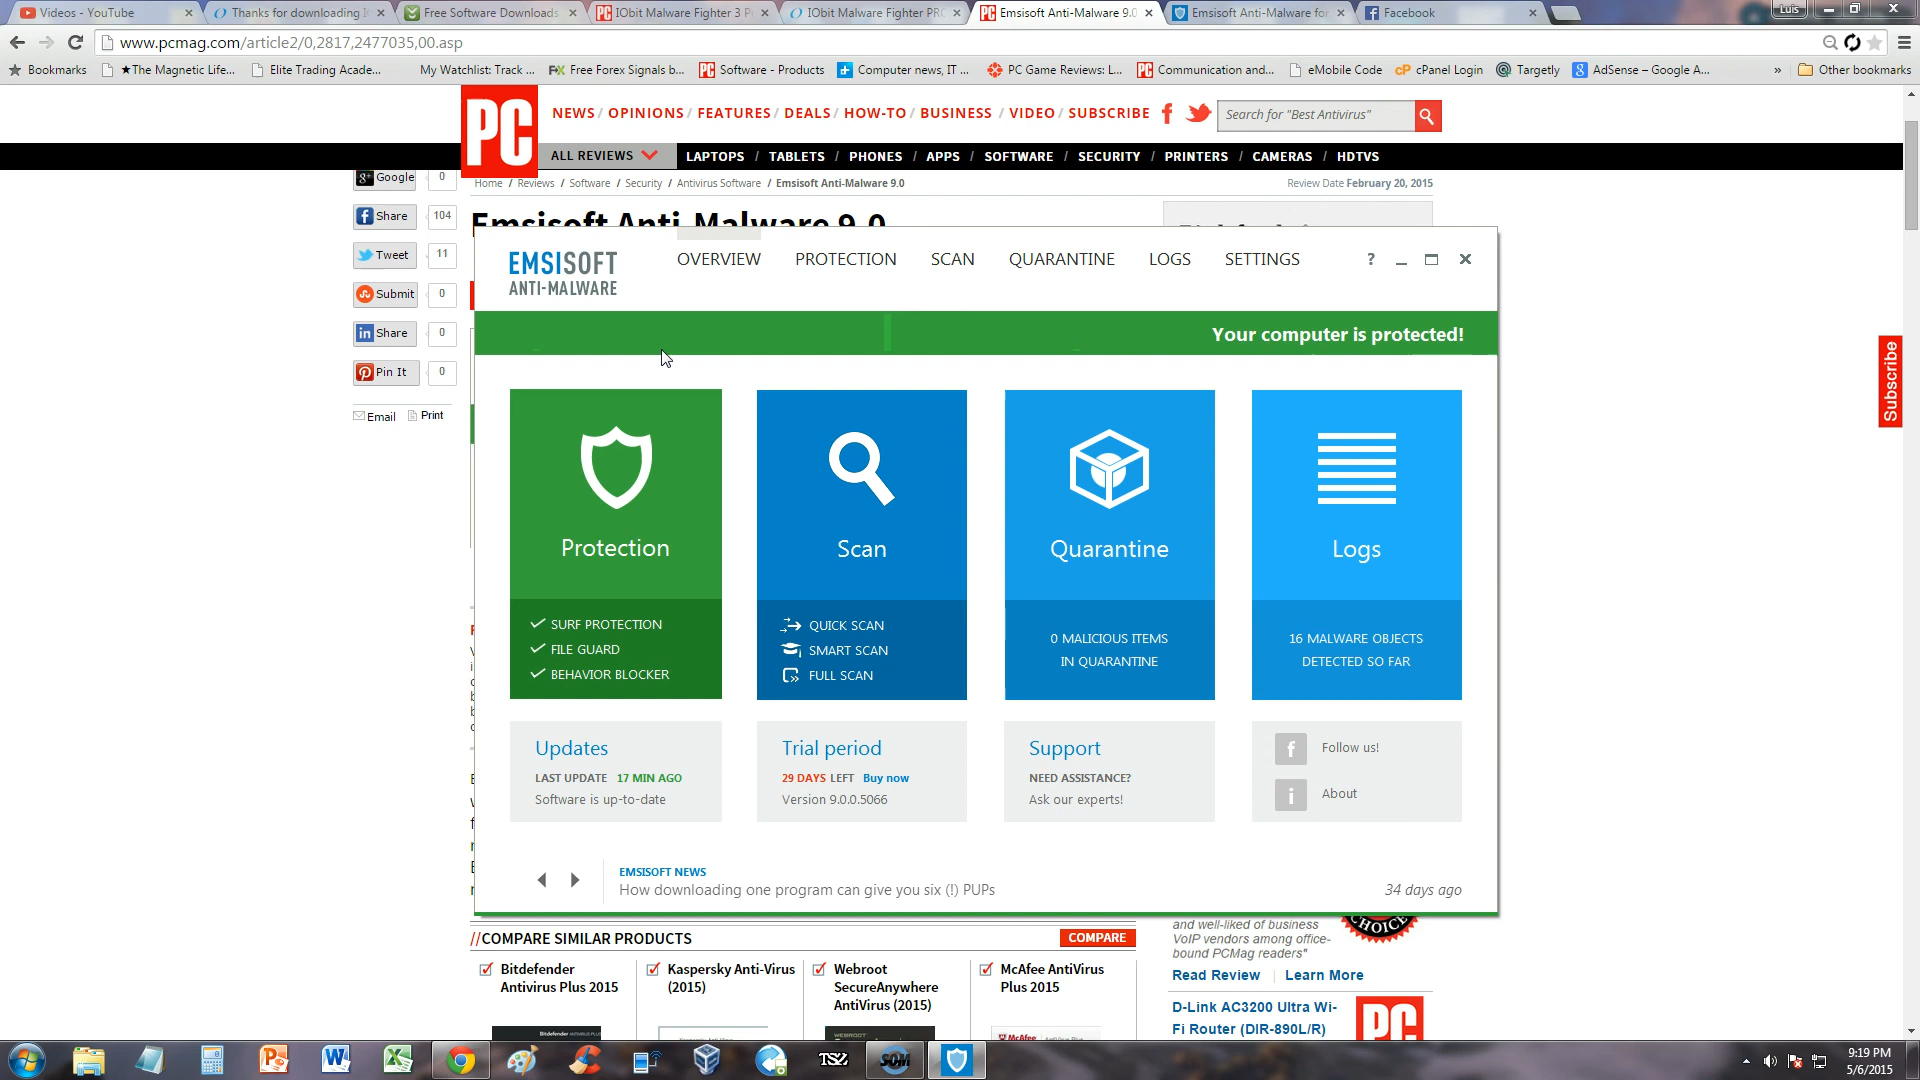 Videos - YouTube
Thanks for downloading
Free Software Downloads
IObit Malware Fighter 3 P
IObit Malware Fighter PRO
Emsisoft Anti-Malware 9.0
Emsisoft Anti-Malware for
Facebook
Luis
www.pcmag.com/article2/0,2817,2477035,00.asp
Bookmarks
★The Magnetic Life...
Elite Trading Acade...
My Watchlist: Track ...
Free Forex Signals b...
Software - Products
Computer news, IT ...
PC Game Reviews: L...
Communication and...
eMobile Code
cPanel Login
Targetly
AdSense – Google A...
»
Other bookmarks
PC
NEWS / OPINIONS / FEATURES / DEALS / HOW-TO / BUSINESS / VIDEO / SUBSCRIBE
Search for "Best Antivirus"
ALL REVIEWS
LAPTOPS / TABLETS / PHONES / APPS / SOFTWARE / SECURITY / PRINTERS / CAMERAS / HDTVS
Home / Reviews / Software / Security / Antivirus Software / Emsisoft Anti-Malware 9.0
Review Date February 20, 2015
Google 0
Share 104
Tweet 11
Submit 0
Share 0
Pin It 0
Email Print
Emsisoft Anti-Malware 9.0
EMSISOFT
ANTI-MALWARE
OVERVIEW PROTECTION SCAN QUARANTINE LOGS SETTINGS ?
Your computer is protected!
Subscribe
Protection
SURF PROTECTION
FILE GUARD
BEHAVIOR BLOCKER
Scan
QUICK SCAN
SMART SCAN
FULL SCAN
Quarantine
0 MALICIOUS ITEMS
IN QUARANTINE
Logs
16 MALWARE OBJECTS
DETECTED SO FAR
Updates
LAST UPDATE 17 MIN AGO
Software is up-to-date
Trial period
29 DAYS LEFT Buy now
Version 9.0.0.5066
Support
NEED ASSISTANCE?
Ask our experts!
Follow us!
About
EMSISOFT NEWS
How downloading one program can give you six (!) PUPs
34 days ago
CHOICE
and well-liked of business
VoIP vendors among office-
bound PCMag readers"
Read Review | Learn More
//COMPARE SIMILAR PRODUCTS
COMPARE
Bitdefender
Antivirus Plus 2015
Kaspersky Anti-Virus
(2015)
Webroot
SecureAnywhere
AntiVirus (2015)
McAfee AntiVirus
Plus 2015
D-Link AC3200 Ultra Wi-
Fi Router (DIR-890L/R)
PC
TSZ
SOM
9:19 PM
5/6/2015